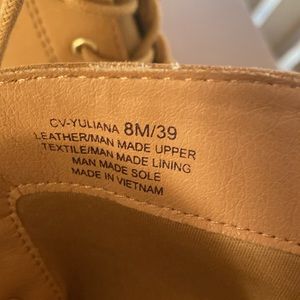 CV-YULIANA 8M/39
LEATHER/MAN MADE UPPER
TEXTILE/MAN MADE LINING
MAN MADE SOLE
MADE IN VIETNAM